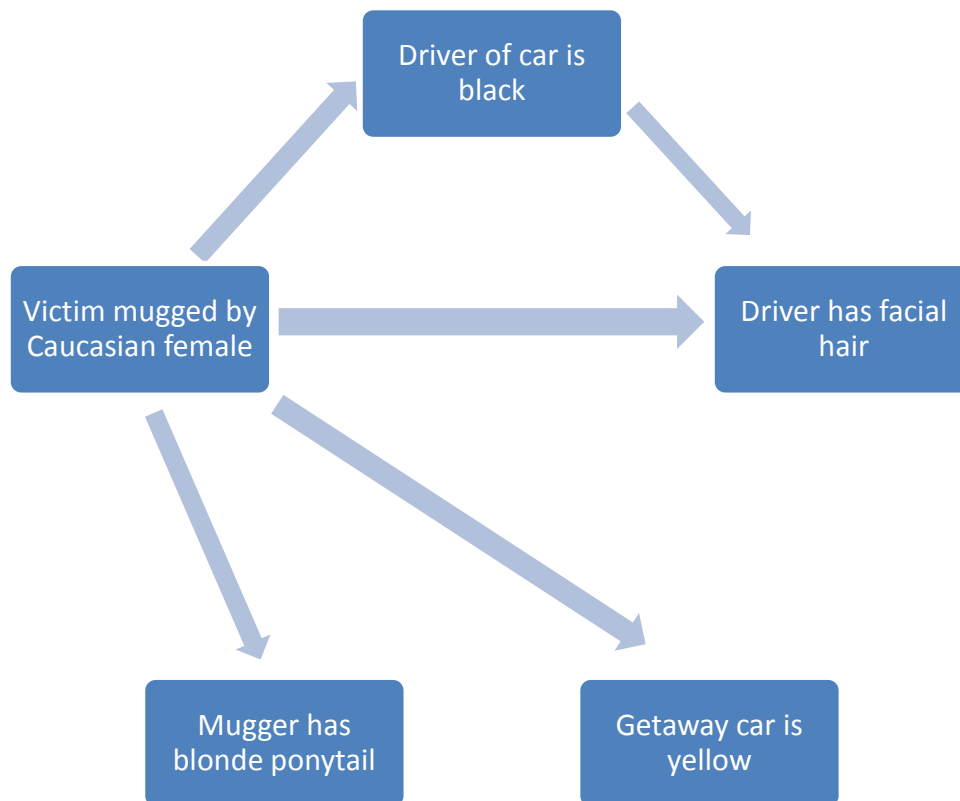 Driver of car is
black
Victim mugged by
Caucasian female
Driver has facial
hair
Mugger has
blonde ponytail
Getaway car is
yellow